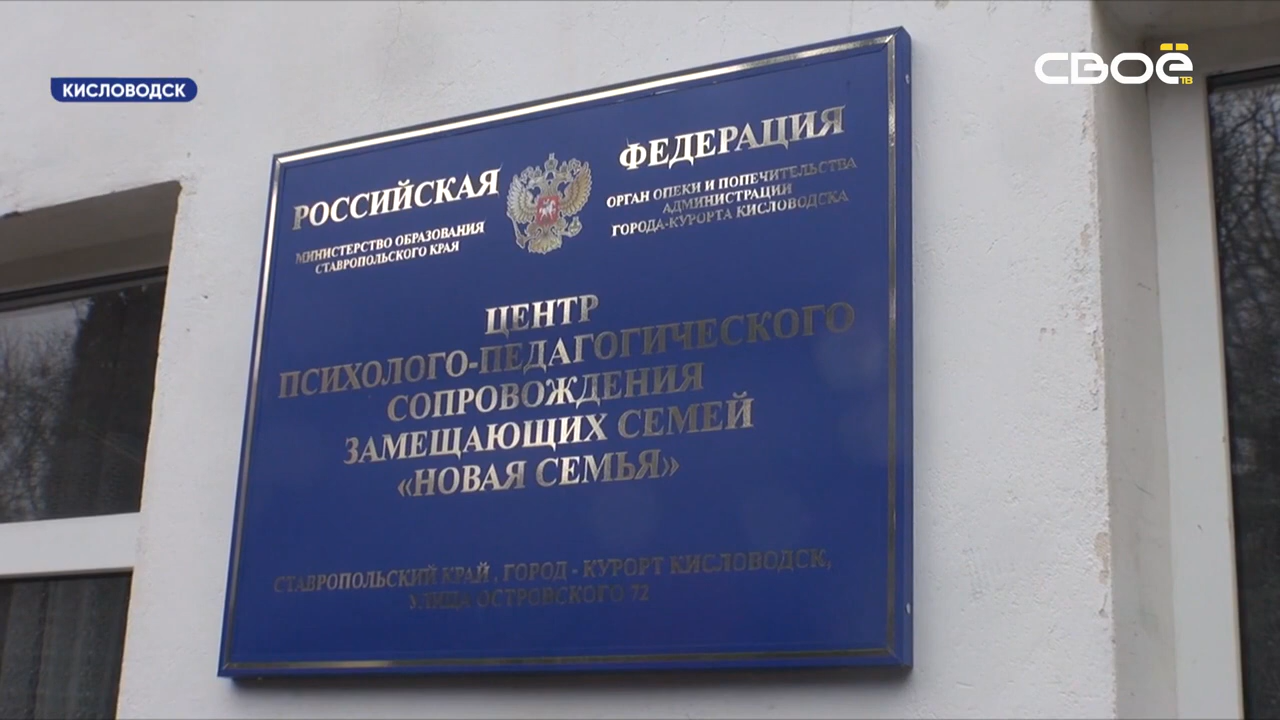 КИСЛОВОДСК
СВОЁ
ТВ
РОССИЙСКАЯ
ФЕДЕРАЦИЯ
МИНИСТЕРСТВО ОБРАЗОВАНИЯ
СТАВРОПОЛЬСКОГО КРАЯ
ОРГАН ОПЕКИ И ПОПЕЧИТЕЛЬСТВА
АДМИНИСТРАЦИИ
ГОРОДА-КУРОРТА КИСЛОВОДСКА
ЦЕНТР
ПСИХОЛОГО-ПЕДАГОГИЧЕСКОГО
СОПРОВОЖДЕНИЯ
ЗАМЕЩАЮЩИХ СЕМЕЙ
«НОВАЯ СЕМЬЯ»
СТАВРОПОЛЬСКИЙ КРАЙ , ГОРОД - КУРОРТ КИСЛОВОДСК,
УЛИЦА ОСТРОВСКОГО 72